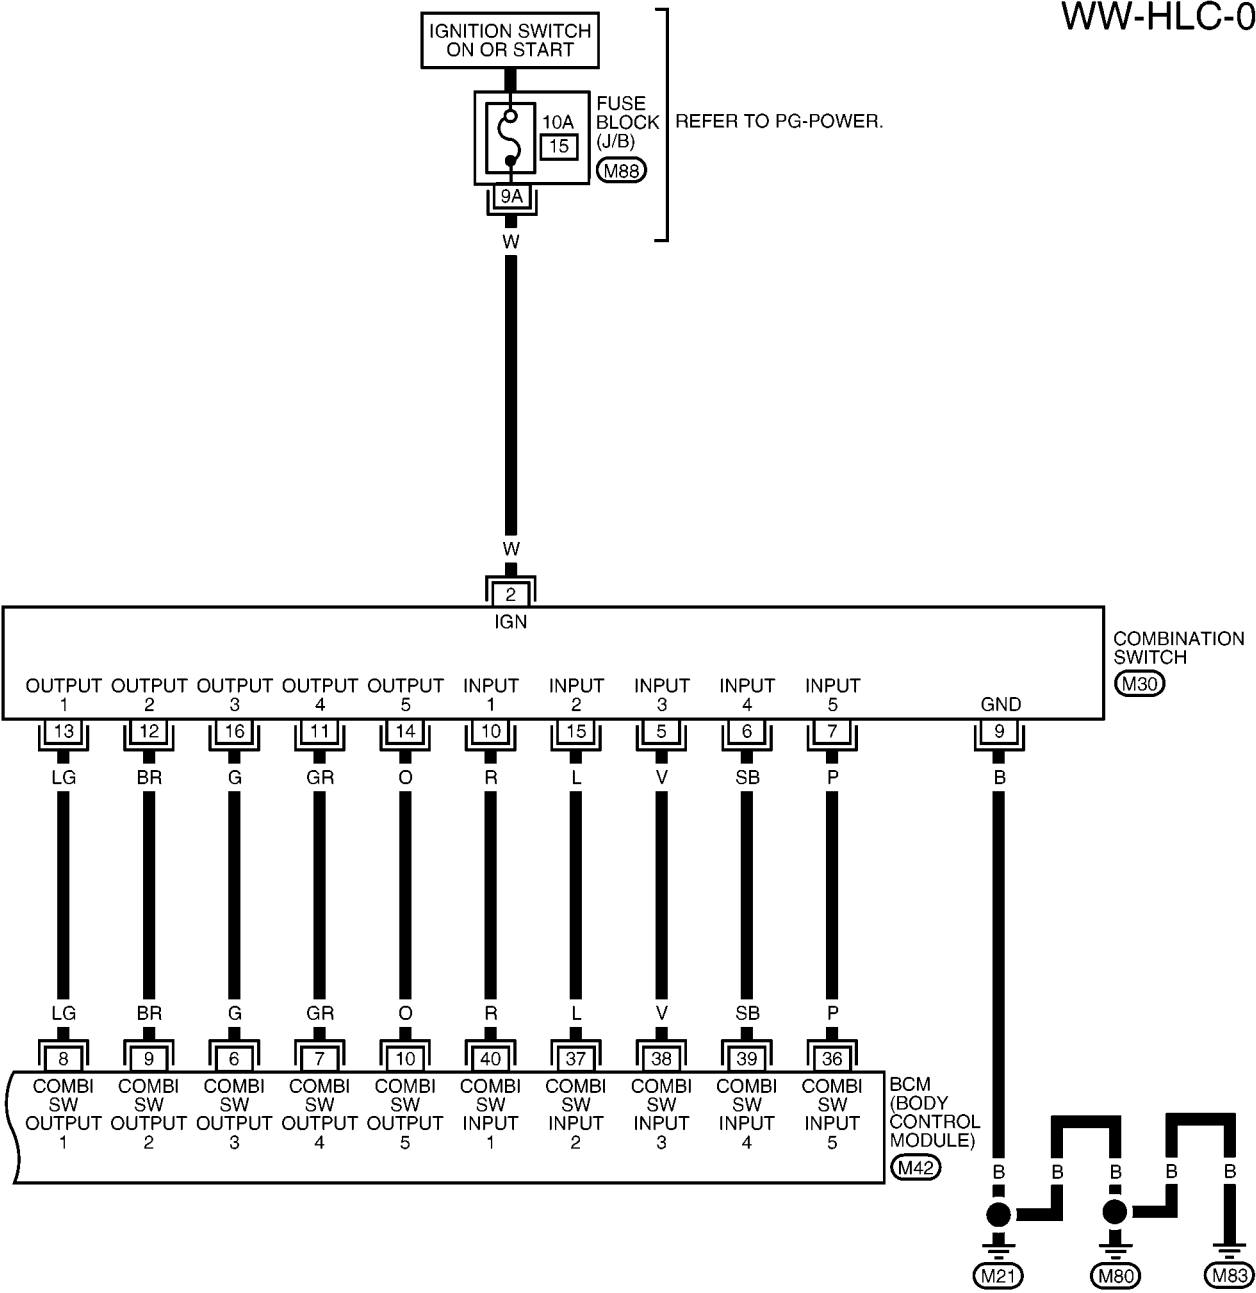 WW-HLC-0
IGNITION SWITCH
ON OR START
FUSE
BLOCK
(J/B)
M88
10A
15
REFER TO PG-POWER.
9A
W
W
2
IGN
COMBINATION
SWITCH
M30
OUTPUT OUTPUT OUTPUT OUTPUT OUTPUT INPUT INPUT INPUT INPUT INPUT
1 2 3 4 5 1 2 3 4 5 GND
13 12 16 11 14 10 15 5 6 7 9
LG BR G GR O R L V SB P B
LG BR G GR O R L V SB P
8 9 6 7 10 40 37 38 39 36
COMBI COMBI COMBI COMBI COMBI COMBI COMBI COMBI COMBI COMBI
SW SW SW SW SW SW SW SW SW SW
OUTPUT OUTPUT OUTPUT OUTPUT OUTPUT INPUT INPUT INPUT INPUT INPUT
1 2 3 4 5 1 2 3 4 5
BCM
(BODY
CONTROL
MODULE)
M42
B B B B B
M21 M80 M83